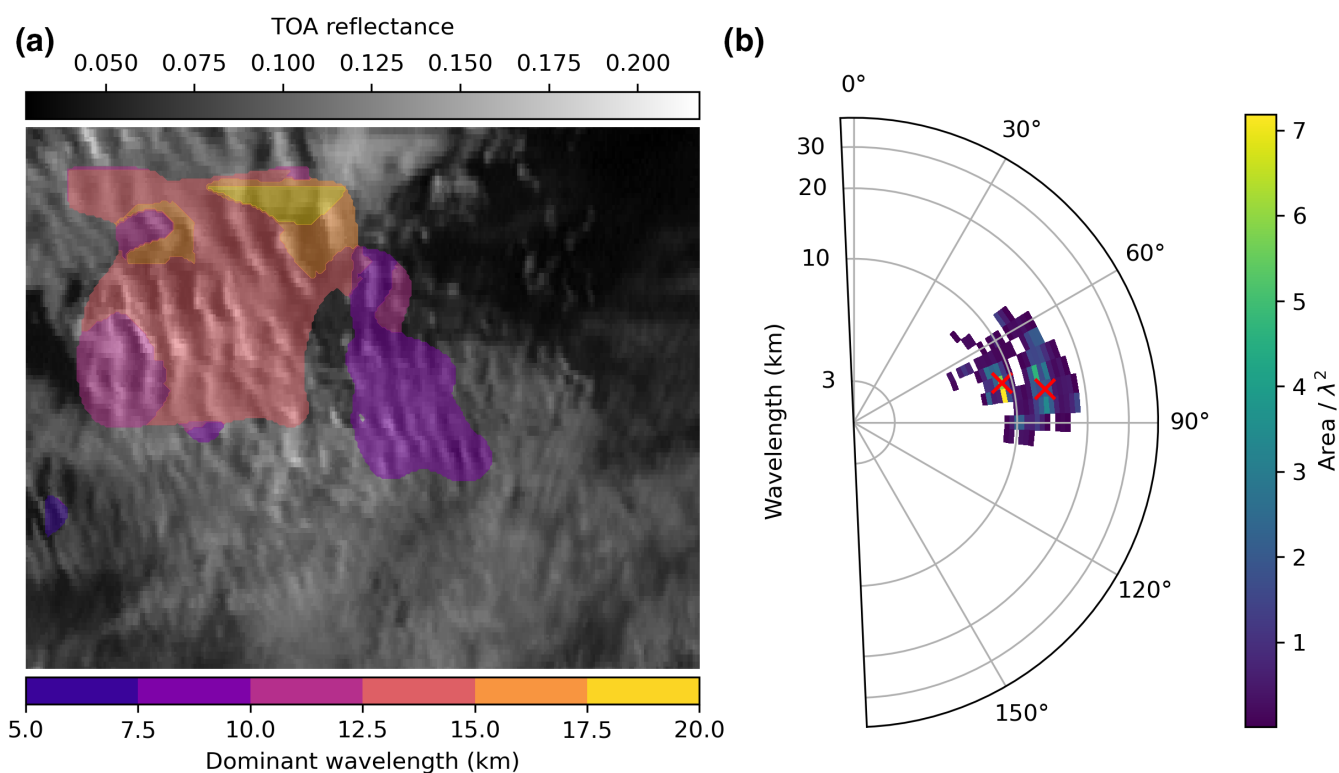 (a)
TOA reflectance
0.050 0.075 0.100 0.125 0.150 0.175 0.200
5.0 7.5 10.0 12.5 15.0 17.5 20.0
Dominant wavelength (km)
(b)
0°
30°
60°
90°
120°
150°
30
20
10
3
Wavelength (km)
7
6
5
4
3
2
1
Area / λ²